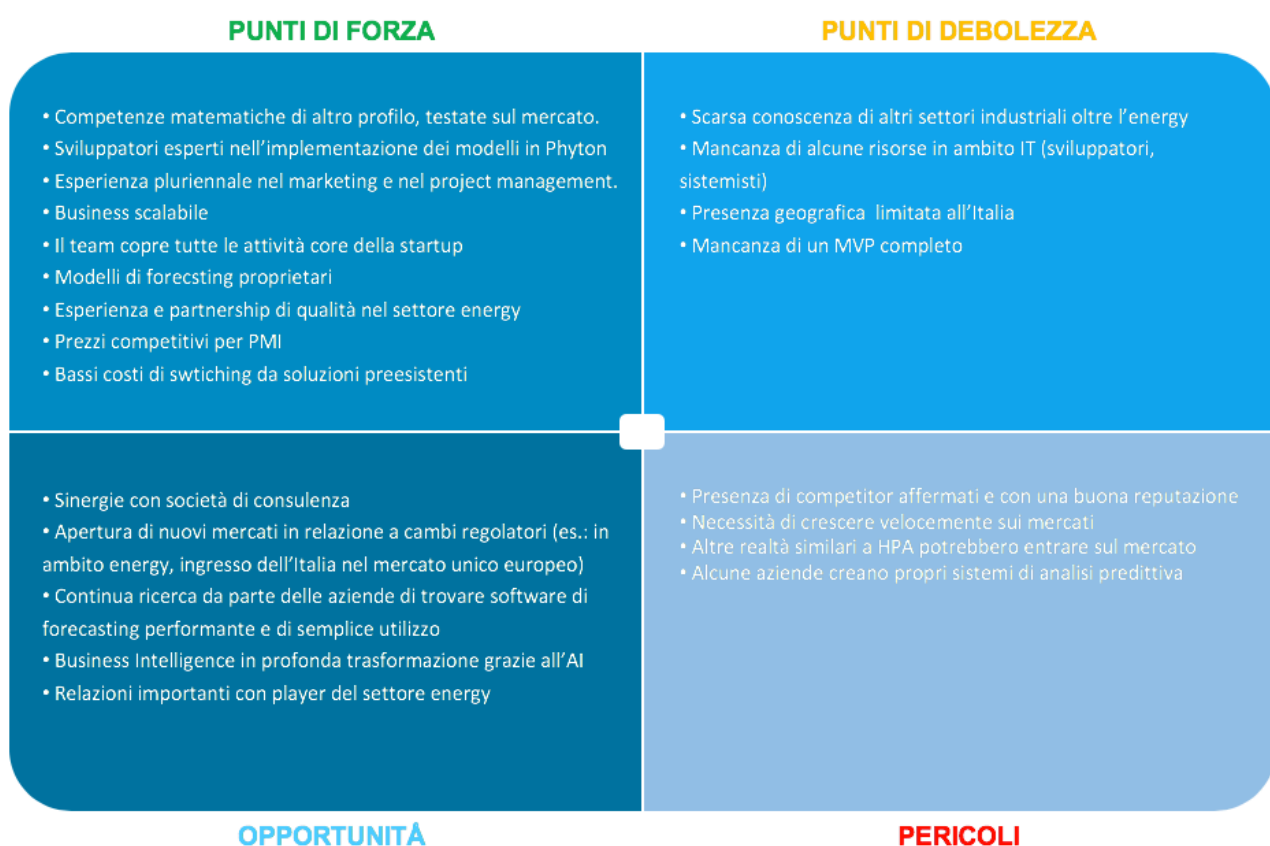 PUNTI DI FORZA
• Competenze matematiche di altro profilo, testate sul mercato.
• Sviluppatori esperti nell’implementazione dei modelli in Phyton
• Esperienza pluriennale nel marketing e nel project management.
• Business scalabile
• Il team copre tutte le attività core della startup
• Modelli di forecsting proprietari
• Esperienza e partnership di qualità nel settore energy
• Prezzi competitivi per PMI
• Bassi costi di swtiching da soluzioni preesistenti
PUNTI DI DEBOLEZZA
• Scarsa conoscenza di altri settori industriali oltre l’energy
• Mancanza di alcune risorse in ambito IT (sviluppatori,
sistemisti)
• Presenza geografica limitata all’Italia
• Mancanza di un MVP completo
• Sinergie con società di consulenza
• Apertura di nuovi mercati in relazione a cambi regolatori (es.: in
ambito energy, ingresso dell’Italia nel mercato unico europeo)
• Continua ricerca da parte delle aziende di trovare software di
forecasting performante e di semplice utilizzo
• Business Intelligence in profonda trasformazione grazie all’AI
• Relazioni importanti con player del settore energy
OPPORTUNITÅ
• Presenza di competitor affermati e con una buona reputazione
• Necessità di crescere velocemente sui mercati
• Altre realtà similari a HPA potrebbero entrare sul mercato
• Alcune aziende creano propri sistemi di analisi predittiva
PERICOLI